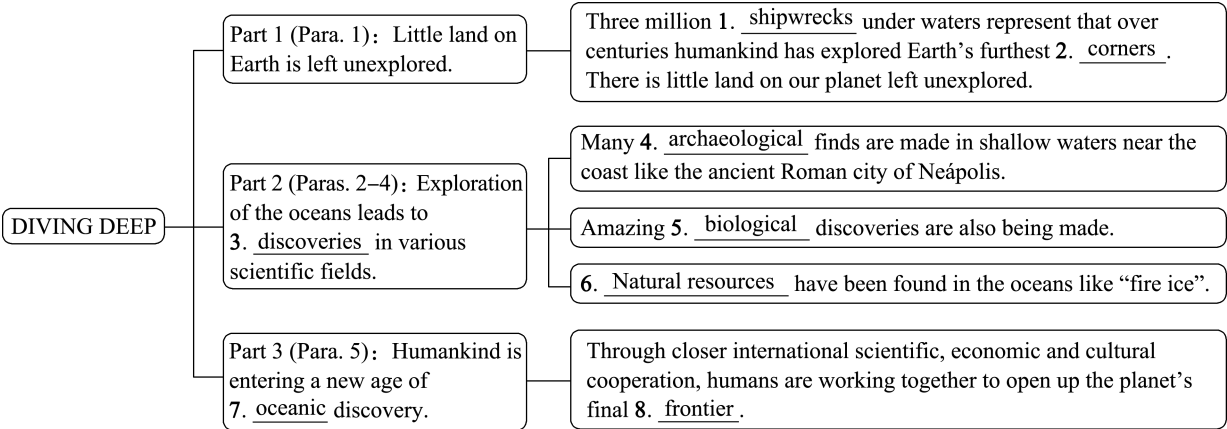 DIVING DEEP
Part 1 (Para. 1): Little land on
Earth is left unexplored.
Three million 1. shipwrecks under waters represent that over
centuries humankind has explored Earth's furthest 2. corners.
There is little land on our planet left unexplored.
Part 2 (Paras. 2–4): Exploration
of the oceans leads to
3. discoveries in various
scientific fields.
Many 4. archaeological finds are made in shallow waters near the
coast like the ancient Roman city of Neápolis.
Amazing 5. biological discoveries are also being made.
6. Natural resources have been found in the oceans like “fire ice”.
Part 3 (Para. 5): Humankind is
entering a new age of
7. oceanic discovery.
Through closer international scientific, economic and cultural
cooperation, humans are working together to open up the planet's
final 8. frontier.